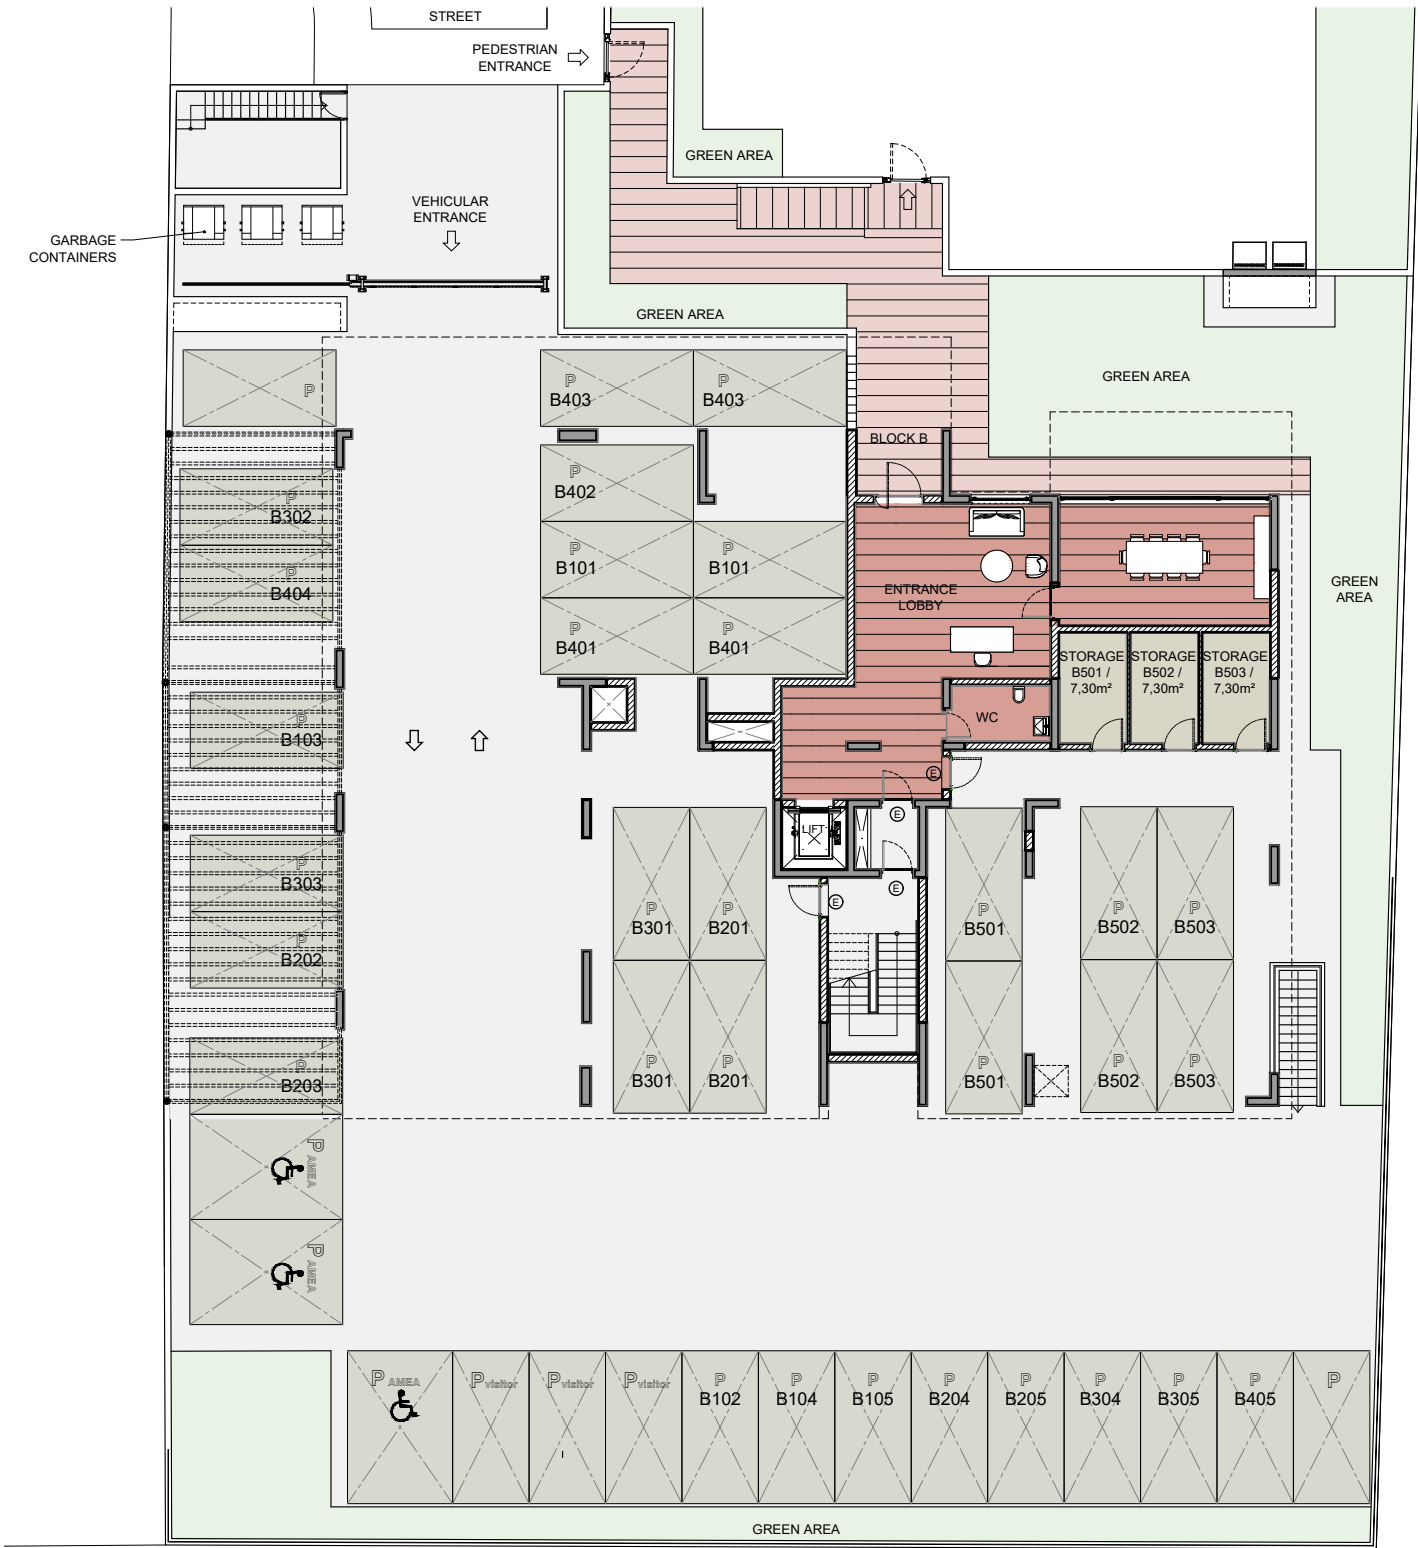 STREET
PEDESTRIAN
ENTRANCE
GREEN AREA
VEHICULAR
ENTRANCE
GARBAGE
CONTAINERS
GREEN AREA
GREEN AREA
P
P
B403
P
B403
BLOCK B
P
B402
P
B302
P
B101
P
B101
P
B404
ENTRANCE
LOBBY
GREEN
AREA
P
B401
P
B401
STORAGE
B501 /
7,30m²
STORAGE
B502 /
7,30m²
STORAGE
B503 /
7,30m²
WC
P
B103
E
E
LIFT
P
B303
E
E
P
B301
P
B201
P
B501
P
B502
P
B503
P
B202
P
B203
P
B301
P
B201
P
B501
P
B502
P
B503
P AMEA
P AMEA
P AMEA
P visitor
P visitor
P visitor
P
B102
P
B104
P
B105
P
B204
P
B205
P
B304
P
B305
P
B405
P
GREEN AREA